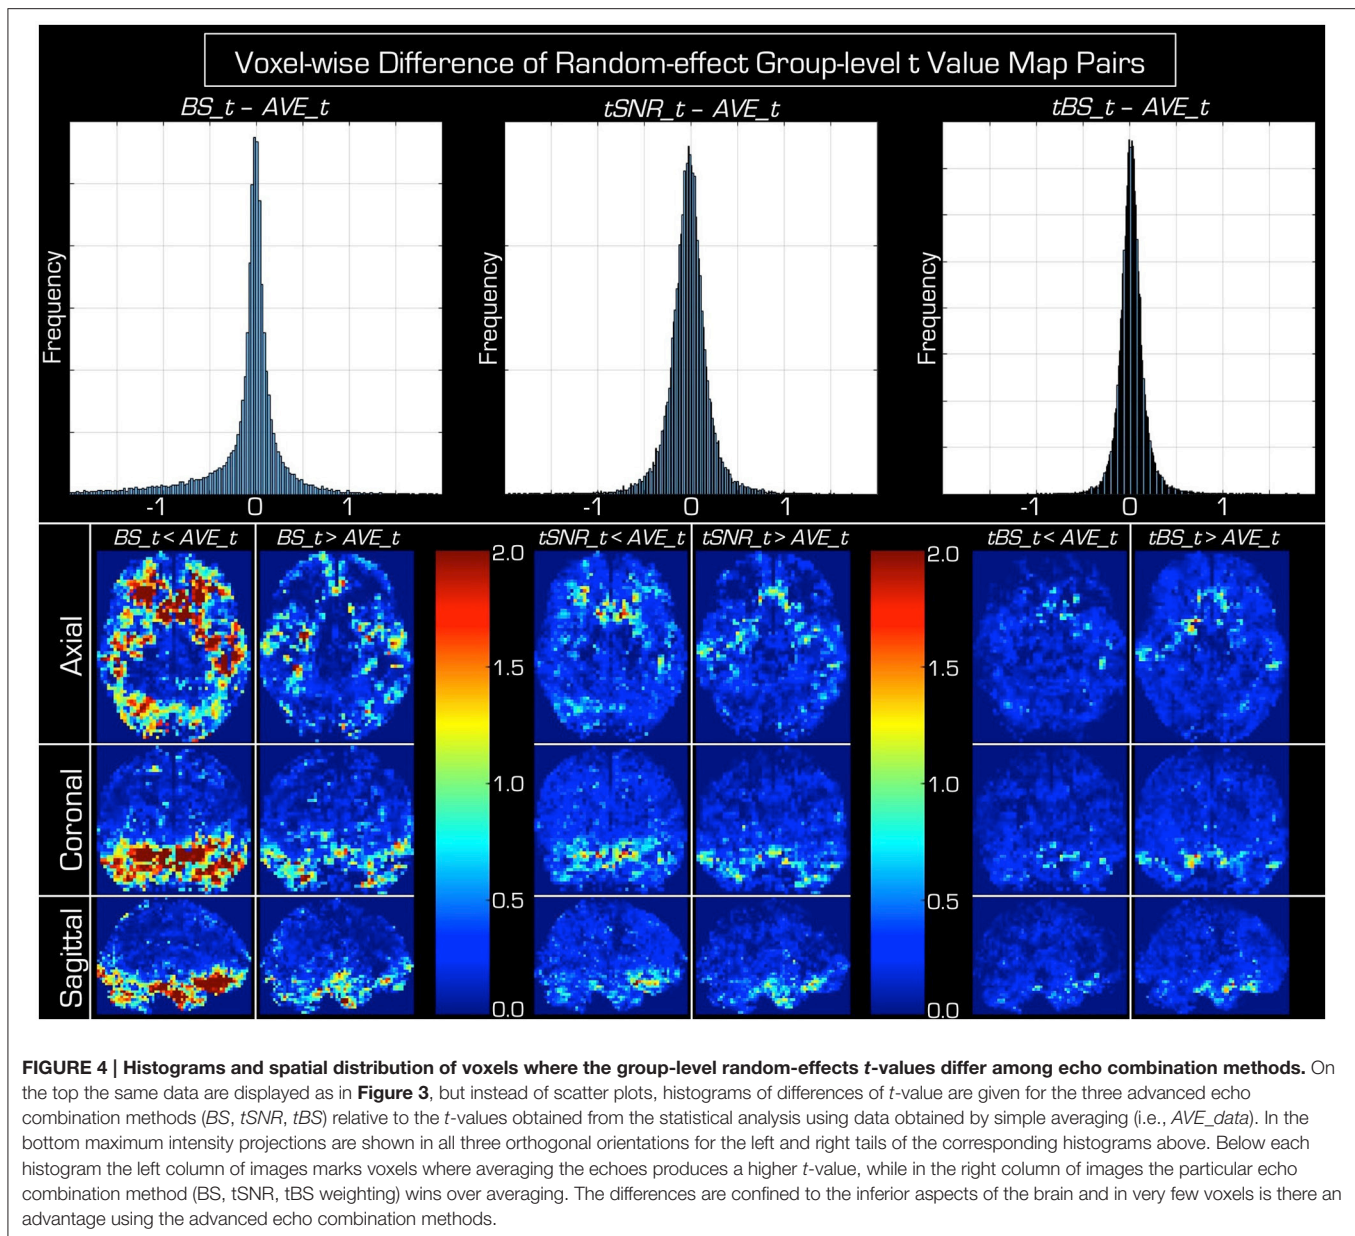 Voxel-wise Difference of Random-effect Group-level t Value Map Pairs
BS_t – AVE_t
tSNR_t – AVE_t
tBS_t – AVE_t
Frequency
Frequency
Frequency
-1 0 1
-1 0 1
-1 0 1
BS_t < AVE_t
BS_t > AVE_t
tSNR_t < AVE_t
tSNR_t > AVE_t
tBS_t < AVE_t
tBS_t > AVE_t
Axial
Coronal
Sagittal
2.0
1.5
1.0
0.5
0.0
2.0
1.5
1.0
0.5
0.0
FIGURE 4 | Histograms and spatial distribution of voxels where the group-level random-effects t-values differ among echo combination methods. On
the top the same data are displayed as in Figure 3, but instead of scatter plots, histograms of differences of t-value are given for the three advanced echo
combination methods (BS, tSNR, tBS) relative to the t-values obtained from the statistical analysis using data obtained by simple averaging (i.e., AVE_data). In the
bottom maximum intensity projections are shown in all three orthogonal orientations for the left and right tails of the corresponding histograms above. Below each
histogram the left column of images marks voxels where averaging the echoes produces a higher t-value, while in the right column of images the particular echo
combination method (BS, tSNR, tBS weighting) wins over averaging. The differences are confined to the inferior aspects of the brain and in very few voxels is there an
advantage using the advanced echo combination methods.